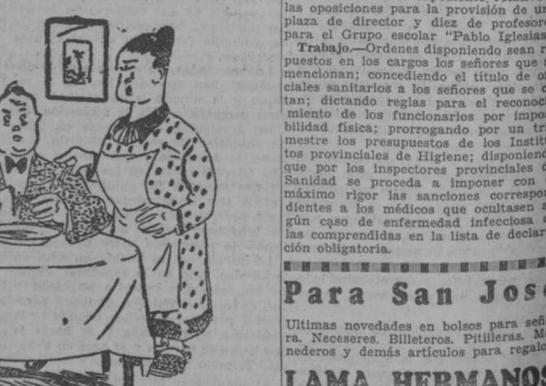 las oposiciones para la provisión de un
plaza de director y diez de profesor
para el Grupo escolar "Pablo Iglesias
Trabajo.—Ordenes disponiendo sean r
puestos en los cargos los señores que
mencionan; concediendo el título de of
ciales sanitarios a los señores que se c
tan; dictando reglas para el reconoci
miento de los funcionarios por impo
bilidad física; prorrogando por un tri
mestre los presupuestos de los Instit
tos provinciales de Higiene; disponiend
que por los inspectores provinciales
Sanidad se proceda a imponer con
máximo rigor las sanciones correspo
dientes a los médicos que ocultasen a
gún caso de enfermedad infecciosa
las comprendidas en la lista de declar
ción obligatoria.
Para San Jos
Ultimas novedades en bolsos para señ
ra. Neceseres. Billeteros. Pitilleras. M
nederos y demás artículos para regalo
LAMA HERMANOS